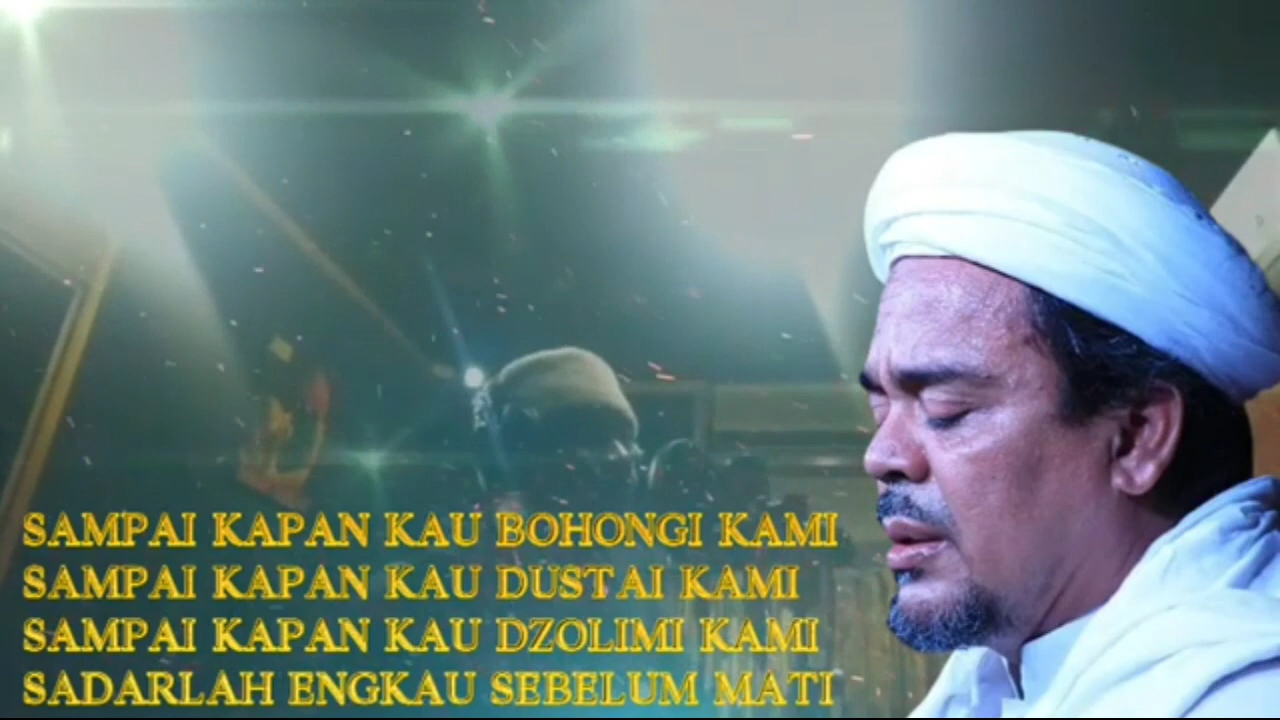 SAMPAI KAPAN KAU BOHONGI KAMI
SAMPAI KAPAN KAU DUSTAI KAMI
SAMPAI KAPAN KAU DZOLIMI KAMI
SADARLAH ENGKAU SEBELUM MATI